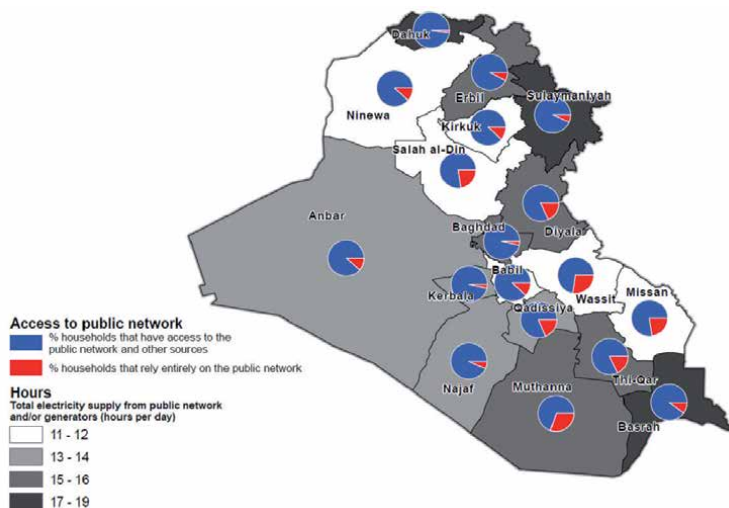 Dahuk
Ninewa
Erbil
Sulaymaniyah
Kirkuk
Salah al-Din
Anbar
Baghdad
Diyala
Babil
Kerbala
Wassit
Missan
Qadissiya
Najaf
Muthanna
Thi-Qar
Basrah
Access to public network
% households that have access to the
public network and other sources
% households that rely entirely on the public network
Hours
Total electricity supply from public network
and/or generators (hours per day)
11 - 12
13 - 14
15 - 16
17 - 19